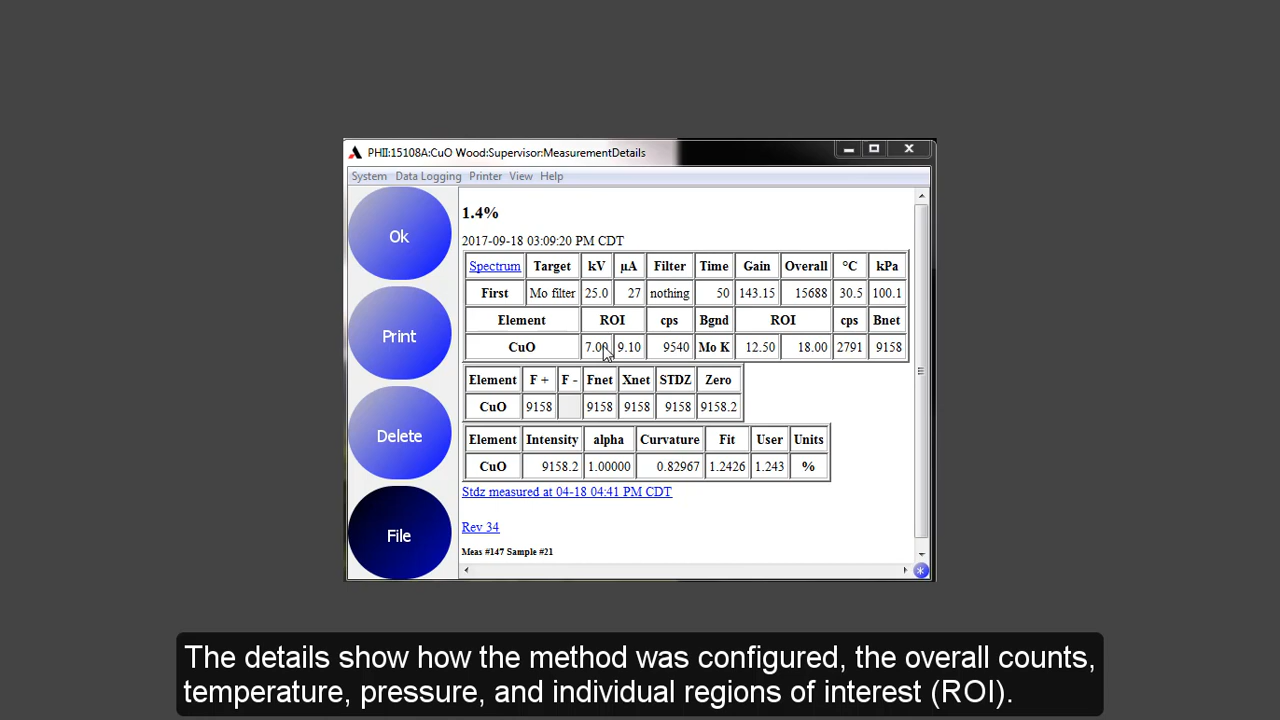 PHII:15108A:CuO Wood:Supervisor:MeasurementDetails
System Data Logging Printer View Help
Ok
Print
Delete
File
1.4%
2017-09-18 03:09:20 PM CDT
Spectrum Target kV µA Filter Time Gain Overall °C kPa
First Mo filter 25.0 27 nothing 50 143.15 15688 30.5 100.1
Element ROI cps Bgnd ROI cps Bnet
CuO 7.00 9.10 9540 Mo K 12.50 18.00 2791 9158
Element F + F - Fnet Xnet STDZ Zero
CuO 9158 9158 9158 9158 9158.2
Element Intensity alpha Curvature Fit User Units
CuO 9158.2 1.00000 0.82967 1.2426 1.243 %
Stdz measured at 04-18 04:41 PM CDT
Rev 34
Meas #147 Sample #21
The details show how the method was configured, the overall counts,
temperature, pressure, and individual regions of interest (ROI).